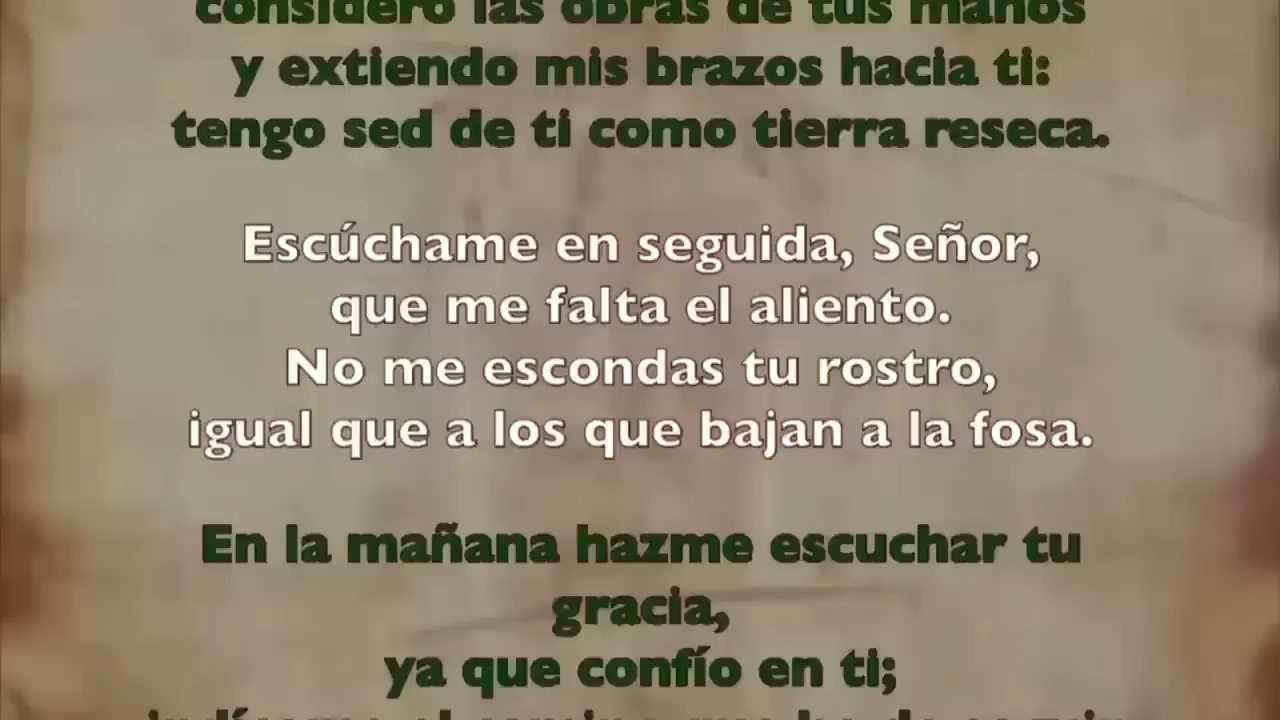 considero las obras de tus manos
y extiendo mis brazos hacia ti:
tengo sed de ti como tierra reseca.
Escúchame en seguida, Señor,
que me falta el aliento.
No me escondas tu rostro,
igual que a los que bajan a la fosa.
En la mañana hazme escuchar tu
gracia,
ya que confío en ti;